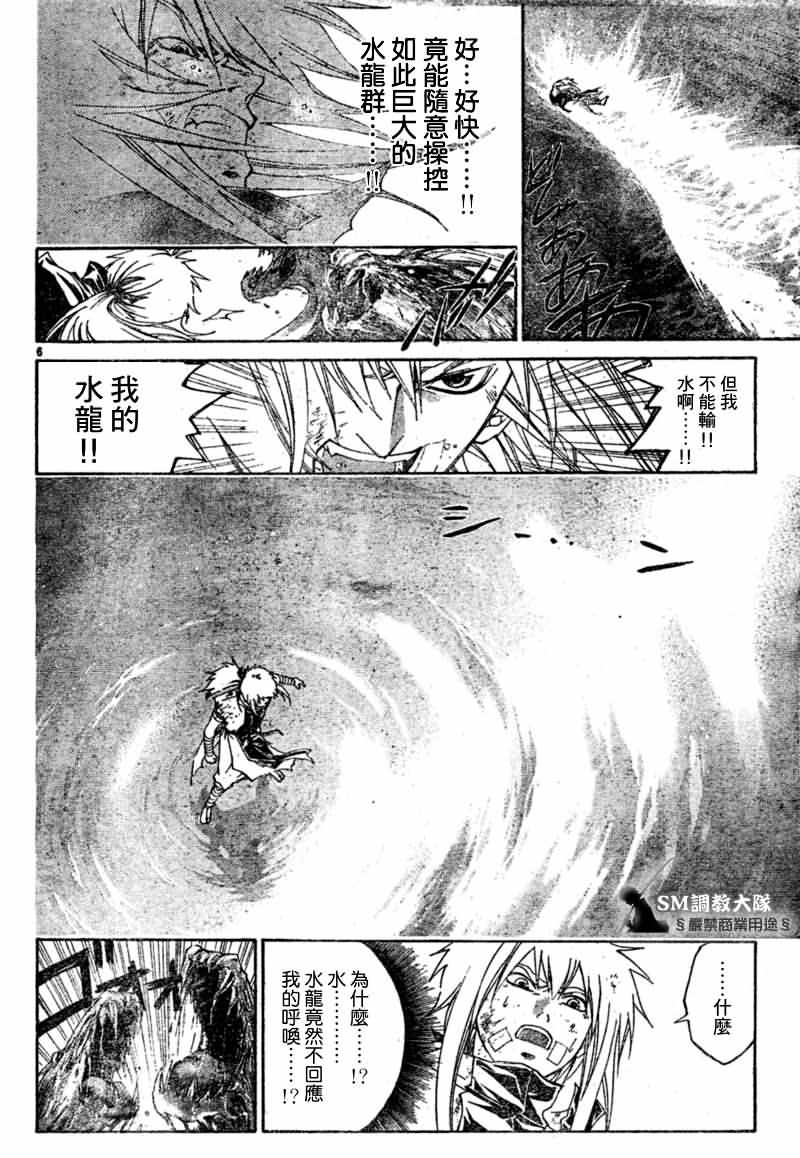 好…好快……!!
竟能隨意操控
如此巨大的
水龍群……!!
6
但我
不能輸!!
水啊……!!
我的
水龍!!
シ
ん…
SM調教大隊
§嚴禁商業用途§
……什麼
為什麼……!?
水…………
水龍竟然不回應
我的呼喚……!?